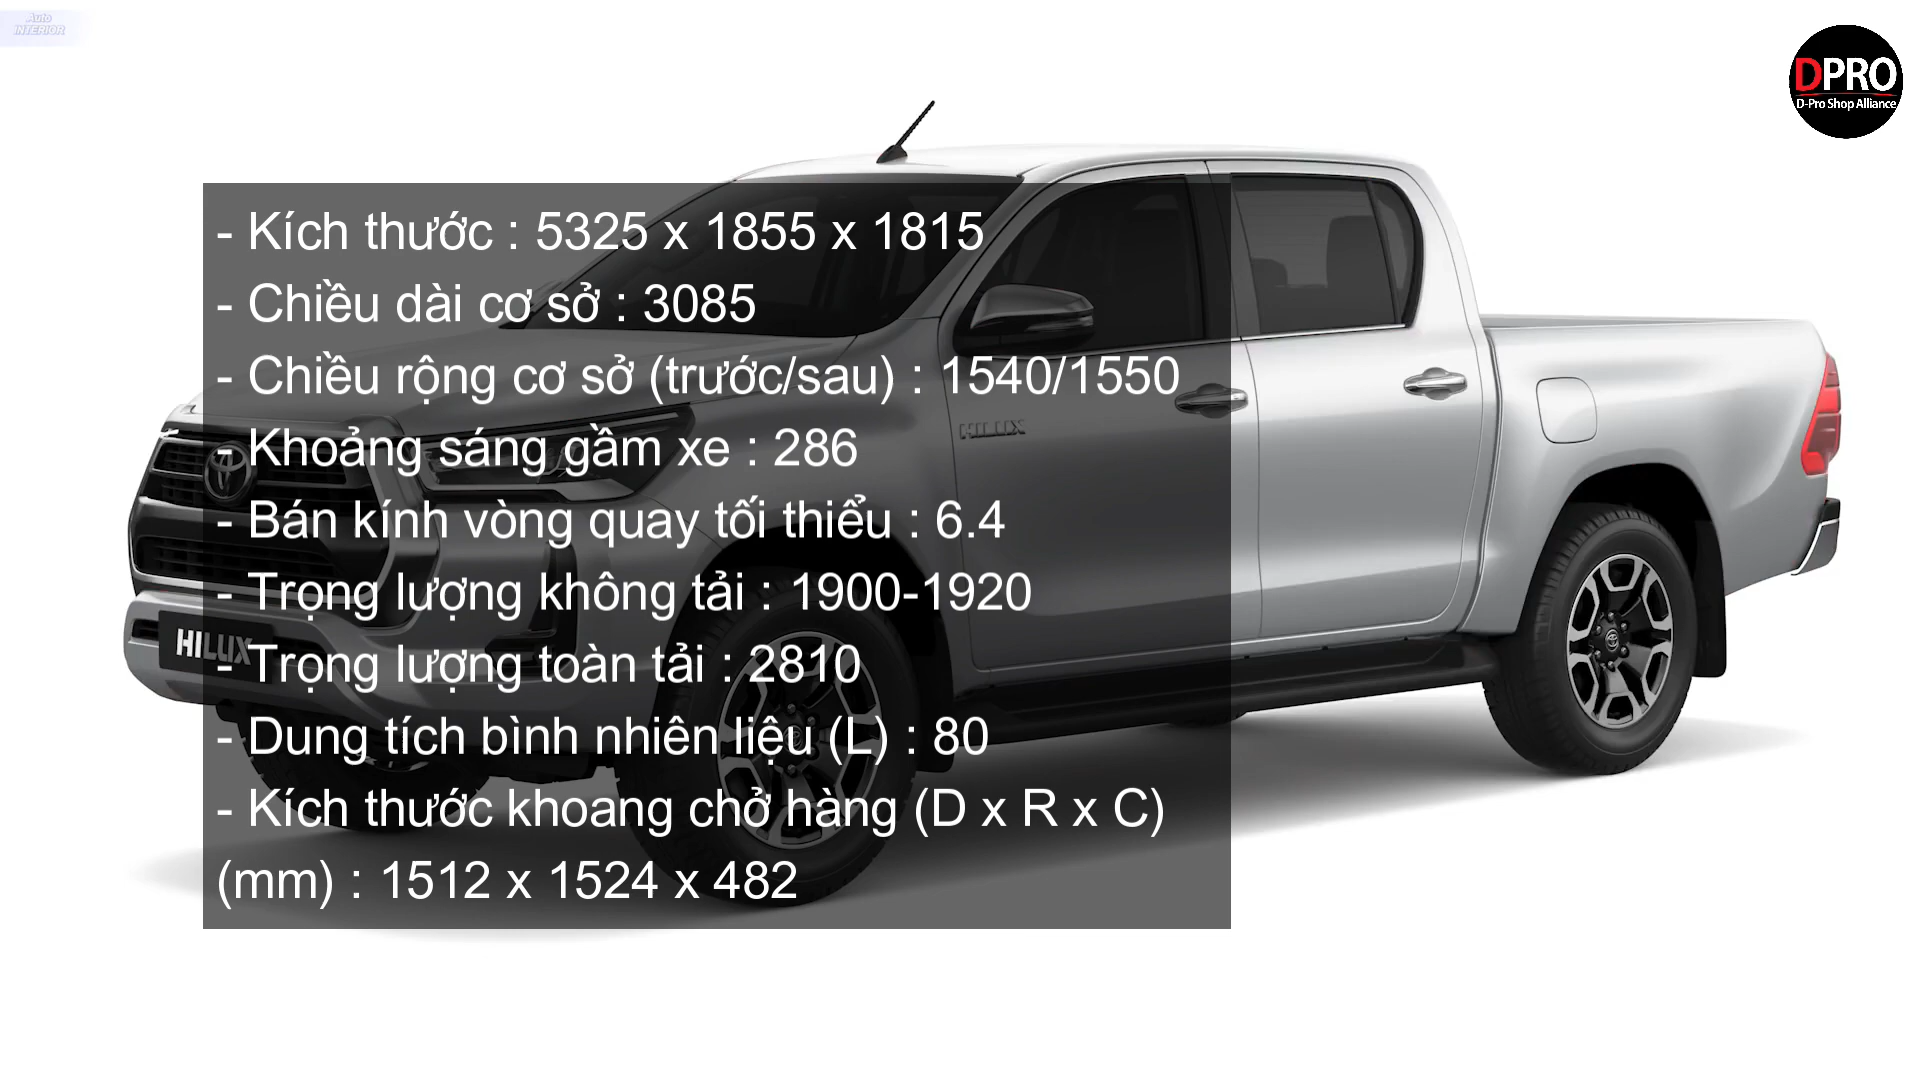 Auto
INTERIOR
DPRO
D-Pro Shop Alliance
- Kích thước : 5325 x 1855 x 1815
- Chiều dài cơ sở : 3085
- Chiều rộng cơ sở (trước/sau) : 1540/1550
- Khoảng sáng gầm xe : 286
- Bán kính vòng quay tối thiểu : 6.4
- Trọng lượng không tải : 1900-1920
- Trọng lượng toàn tải : 2810
- Dung tích bình nhiên liệu (L) : 80
- Kích thước khoang chở hàng (D x R x C)
(mm) : 1512 x 1524 x 482
HILUX
HILUX